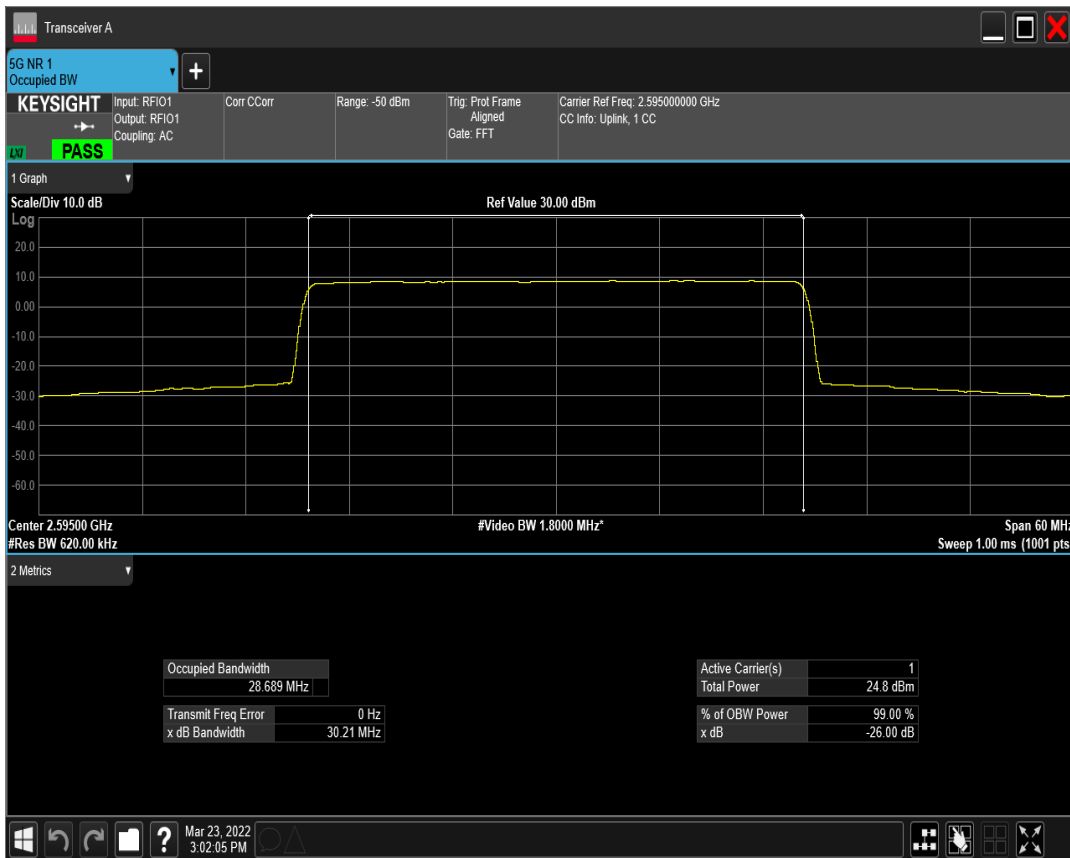 Transceiver A
5G NR 1
Occupied BW
KEYSIGHT
LXI
PASS
Input: RFIO1
Output: RFIO1
Coupling: AC
Corr CCorr
Range: -50 dBm
Trig: Prot Frame
Aligned
Gate: FFT
Carrier Ref Freq: 2.595000000 GHz
CC Info: Uplink, 1 CC
1 Graph
Scale/Div 10.0 dB
Ref Value 30.00 dBm
Log
20.0
10.0
0.00
-10.0
-20.0
-30.0
-40.0
-50.0
-60.0
Center 2.59500 GHz
#Video BW 1.8000 MHz*
Span 60 MHz
#Res BW 620.00 kHz
Sweep 1.00 ms (1001 pts
2 Metrics
Occupied Bandwidth
28.689 MHz
Transmit Freq Error 0 Hz
x dB Bandwidth 30.21 MHz
Active Carrier(s) 1
Total Power 24.8 dBm
% of OBW Power 99.00 %
x dB -26.00 dB
?
Mar 23, 2022
3:02:05 PM